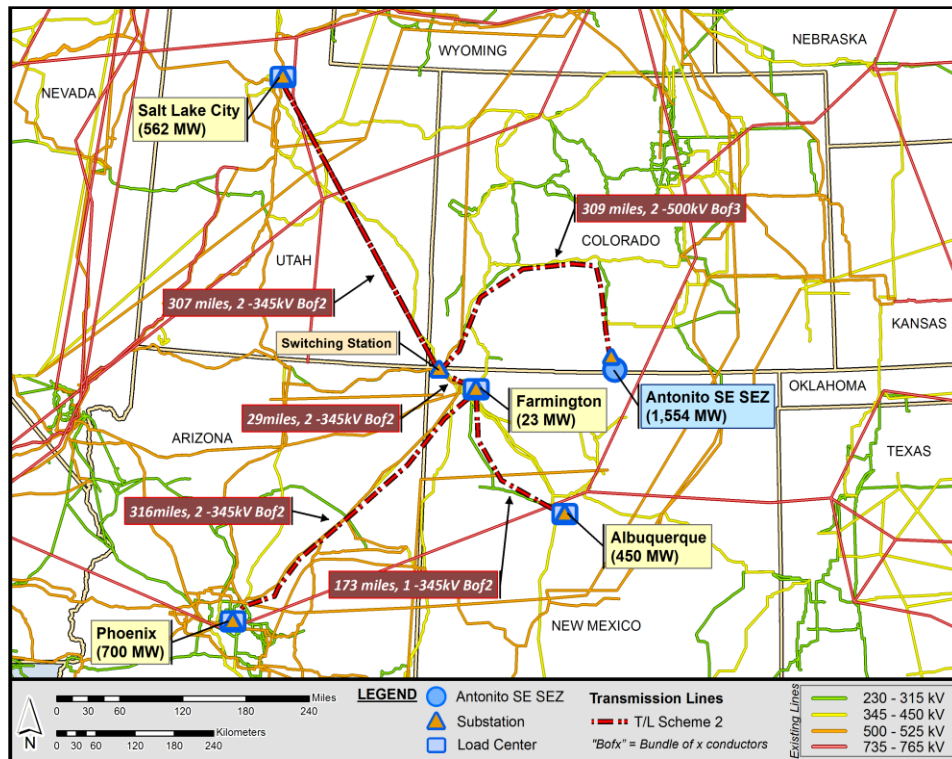 WYOMING
NEBRASKA
NEVADA
Salt Lake City
(562 MW)
309 miles, 2 -500kV Bof3
COLORADO
UTAH
307 miles, 2 -345kV Bof2
KANSAS
Switching Station
OKLAHOMA
Antonito SE SEZ
(1,554 MW)
Farmington
(23 MW)
29miles, 2 -345kV Bof2
ARIZONA
TEXAS
316miles, 2 -345kV Bof2
Albuquerque
(450 MW)
173 miles, 1 -345kV Bof2
NEW MEXICO
Phoenix
(700 MW)
N
Miles
0 30 60 120 180 240
Kilometers
0 30 60 120 180 240
LEGEND
Antonito SE SEZ
Substation
Load Center
Transmission Lines
T/L Scheme 2
"Bofx" = Bundle of x conductors
Existing Lines
230 - 315 kV
345 - 450 kV
500 - 525 kV
735 - 765 kV